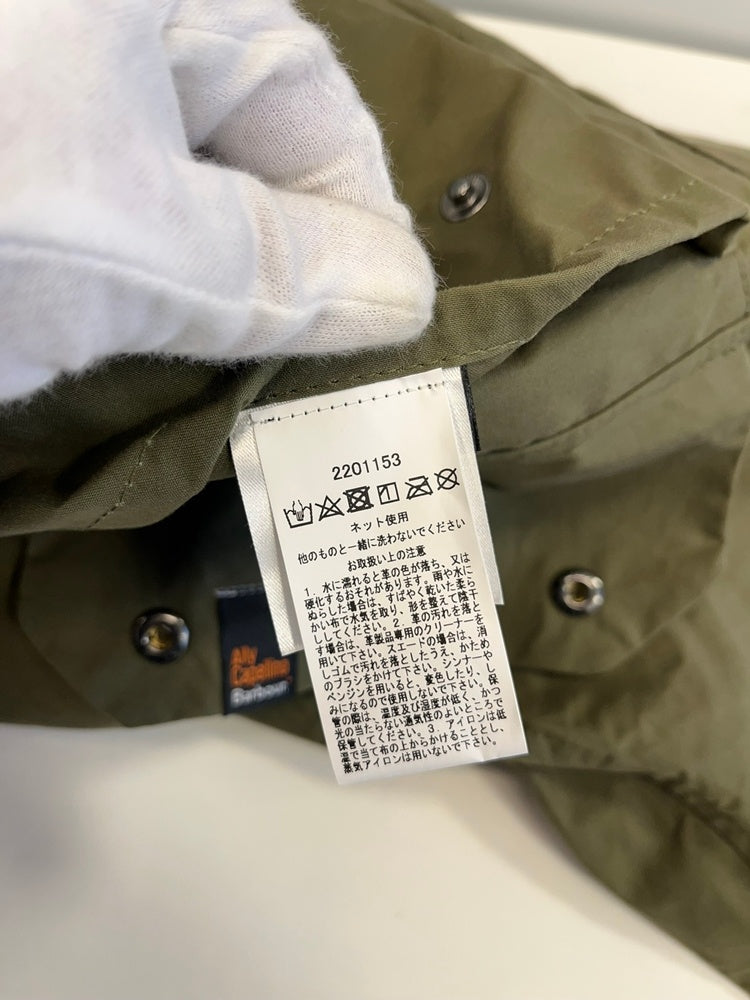 2201153
ネット使用
他のものと一緒に洗わないでください
お取扱い上の注意
1. 水に濡れると革の色が落ち、又は
硬化するおそれがあります。雨や水に
ぬらした場合は、すばやく乾いた柔ら
かい布で水気を取り、形を整えて陰干
ししてください。2. 革の汚れを落と
す場合は、革製品専用のクリーナーを
用いて下さい。スエードの場合は、消
しゴムで汚れを落としたうえ、かため
のブラシをかけて下さい。シンナーや
ベンジンを用いると、変色したり、し
みになるので使用しないで下さい。保
管の際は、温度及び湿度が低く、かつ
光の当たらない通気性のよいところで
保管してください。3. アイロンは低
温で当て布の上からかけることとし、
蒸気アイロンは用いないで下さい。
Ally
Capellino
Barbour